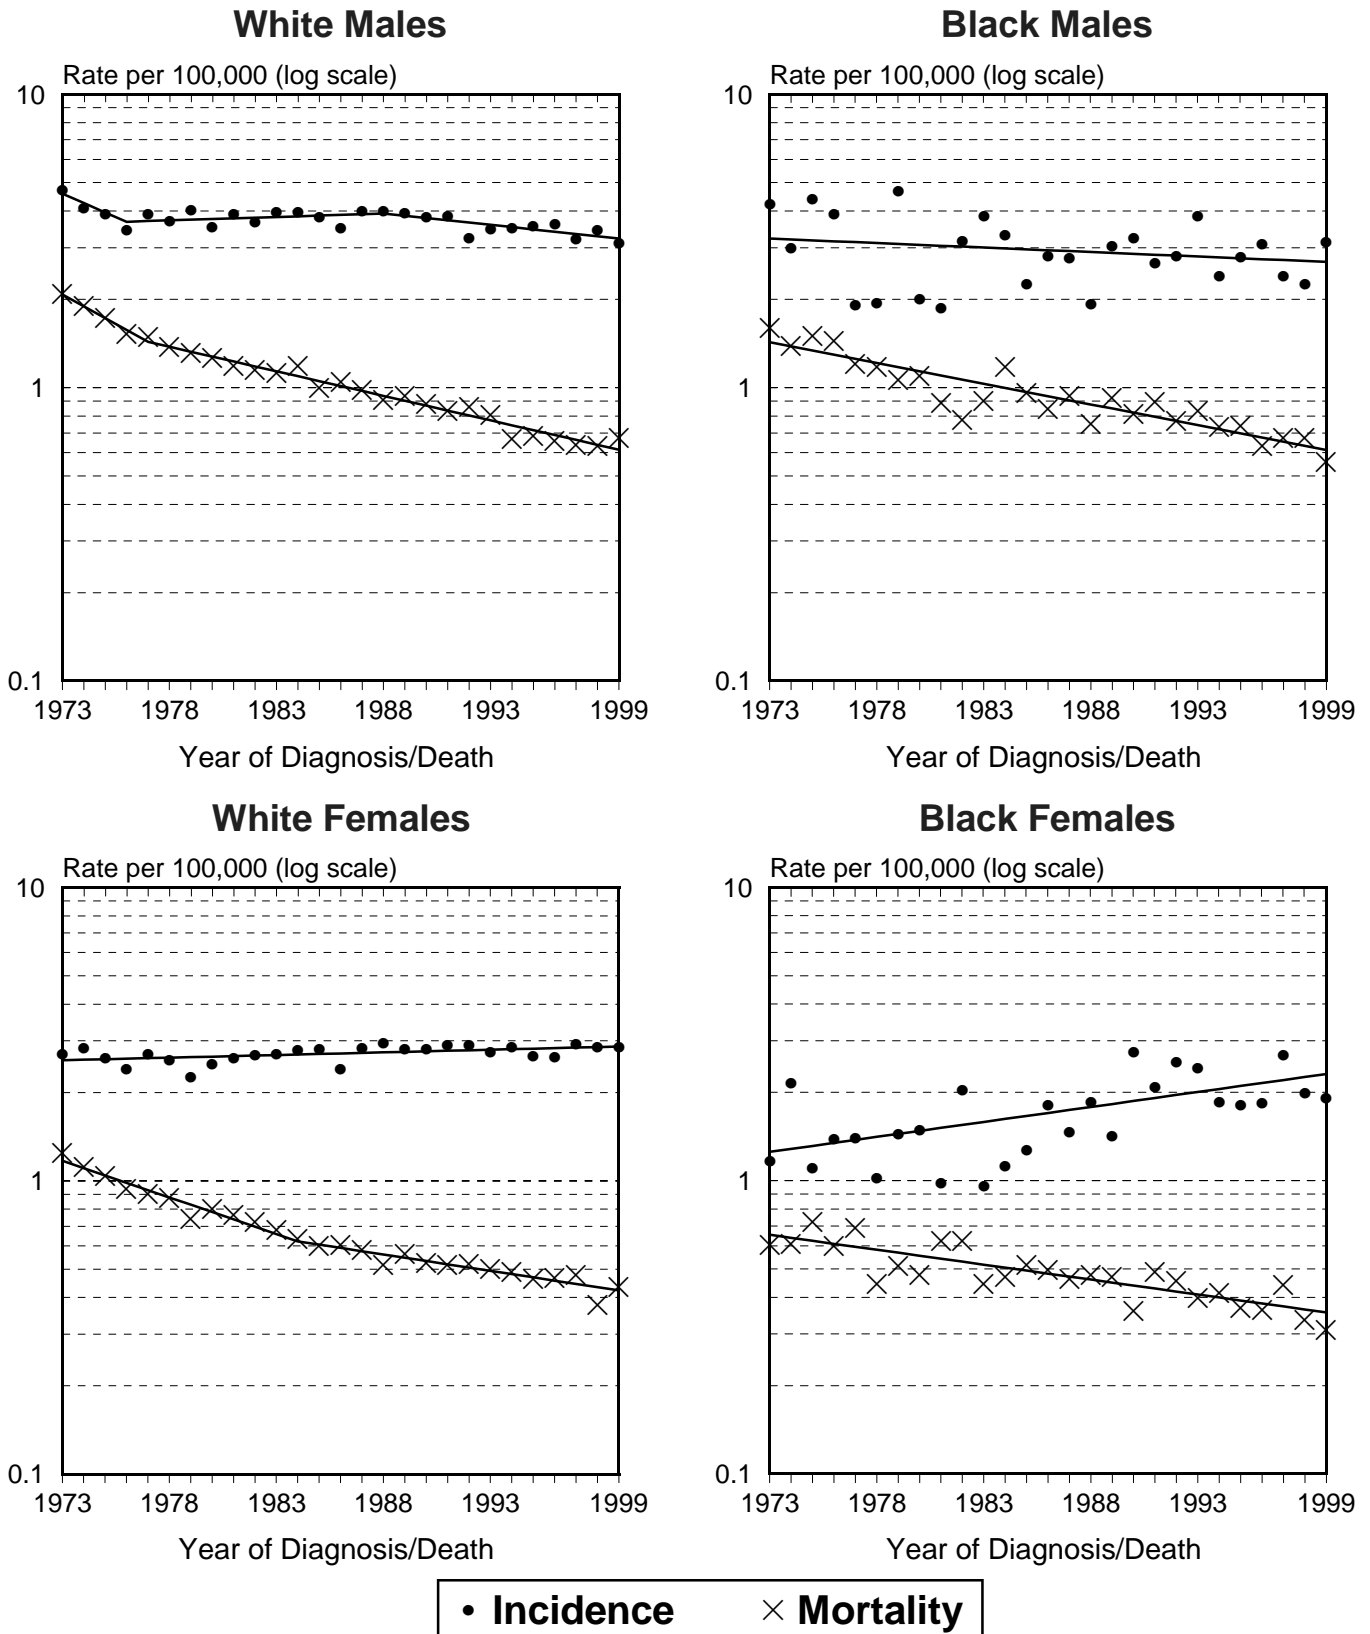 White Males
Rate per 100,000 (log scale)
10
1
0.1
1973 1978 1983 1988 1993 1999
Year of Diagnosis/Death
Black Males
Rate per 100,000 (log scale)
10
1
0.1
1973 1978 1983 1988 1993 1999
Year of Diagnosis/Death
White Females
Rate per 100,000 (log scale)
10
1
0.1
1973 1978 1983 1988 1993 1999
Year of Diagnosis/Death
Black Females
Rate per 100,000 (log scale)
10
1
0.1
1973 1978 1983 1988 1993 1999
Year of Diagnosis/Death
Incidence Mortality